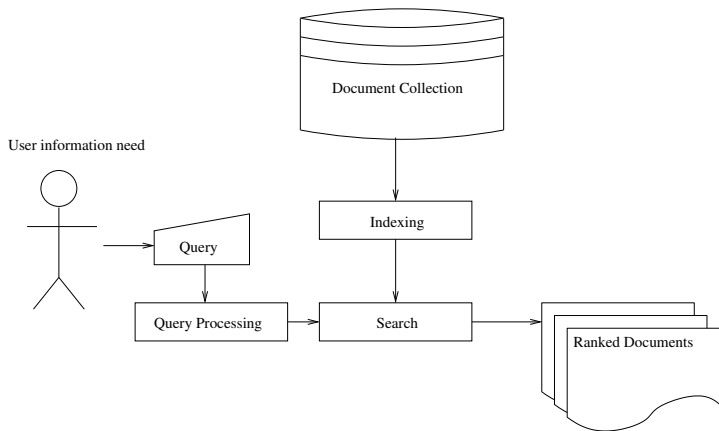 Document Collection
User information need
Indexing
Query
Query Processing
Search
Ranked Documents